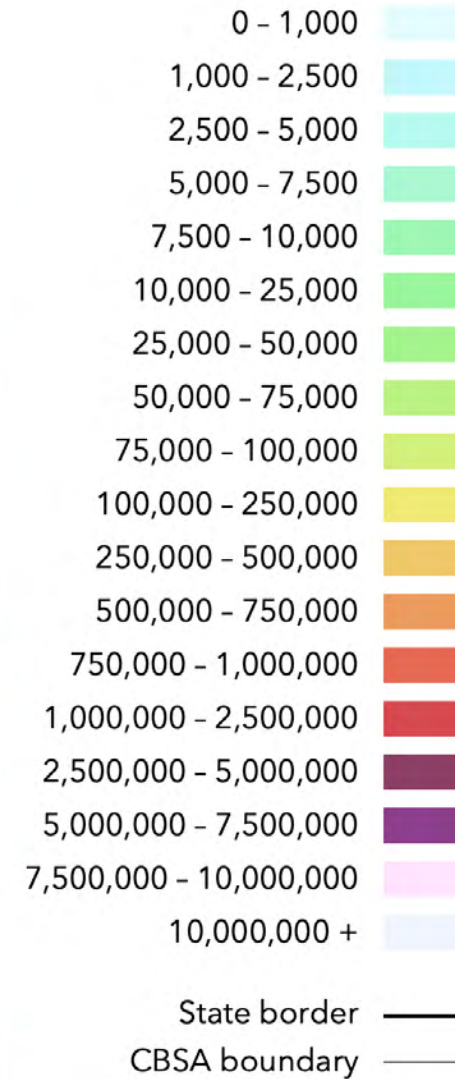 0 – 1,000
1,000 – 2,500
2,500 – 5,000
5,000 – 7,500
7,500 – 10,000
10,000 – 25,000
25,000 – 50,000
50,000 – 75,000
75,000 – 100,000
100,000 – 250,000
250,000 – 500,000
500,000 – 750,000
750,000 – 1,000,000
1,000,000 – 2,500,000
2,500,000 – 5,000,000
5,000,000 – 7,500,000
7,500,000 – 10,000,000
10,000,000 +
State border
CBSA boundary